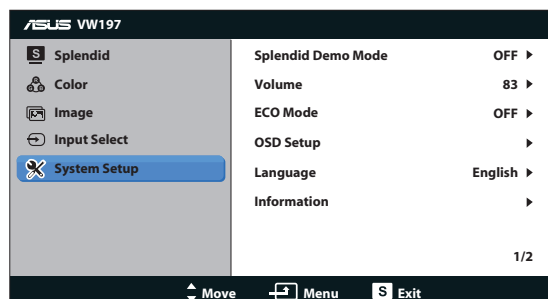 ASUS VW197
S Splendid
Color
Image
Input Select
System Setup
Splendid Demo Mode OFF
Volume 83
ECO Mode OFF
OSD Setup
Language English
Information
1/2
Move Menu S Exit